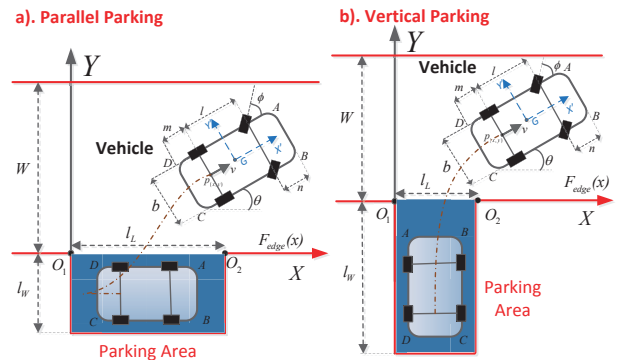 a). Parallel Parking
Y
W
Vehicle
m
l
ϕ
A
Y'
X'
G
v
P(x,y)
D
B
n
b
C
θ
l_L
F_edge(x)
O_1
O_2
X
l_W
D
A
C
B
Parking Area
b). Vertical Parking
Y
W
Vehicle
m
l
ϕ
A
Y'
X'
G
v
P(x,y)
D
B
n
b
C
θ
l_L
F_edge(x)
O_1
O_2
X
l_W
A
B
D
C
Parking
Area